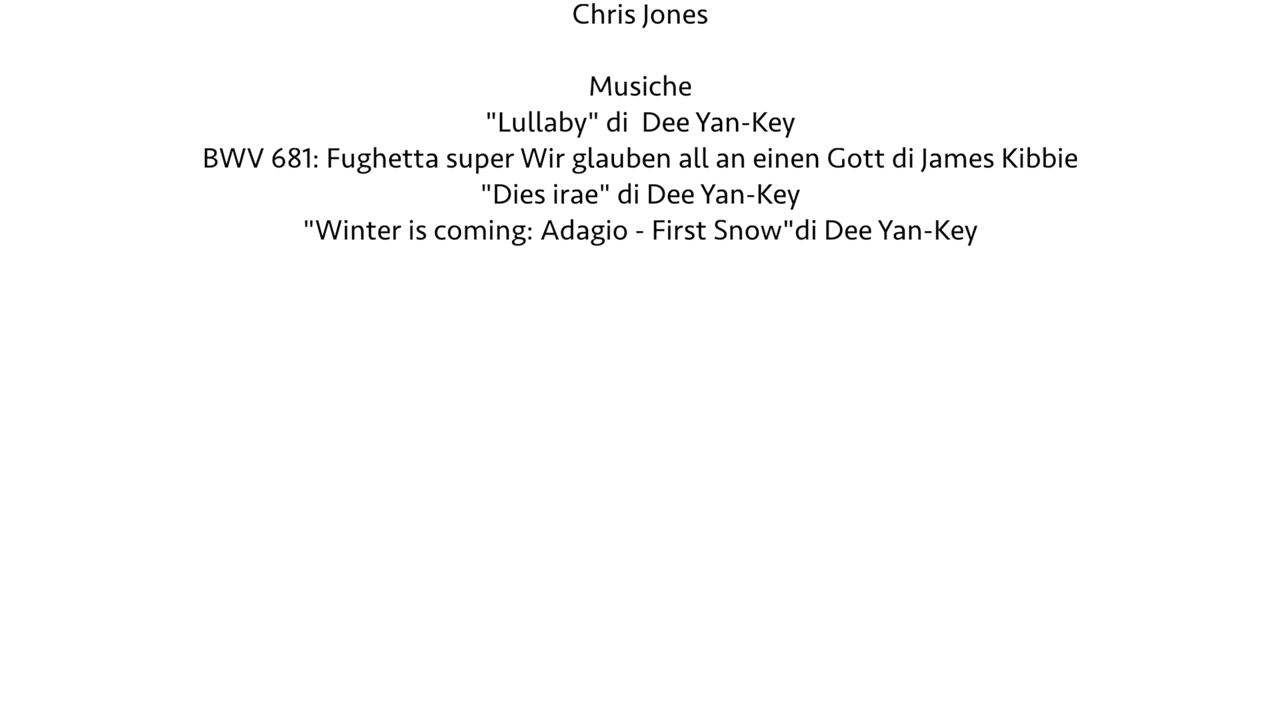 Chris Jones
Musiche
"Lullaby" di  Dee Yan-Key
BWV 681: Fughetta super Wir glauben all an einen Gott di James Kibbie
"Dies irae" di Dee Yan-Key
"Winter is coming: Adagio - First Snow"di Dee Yan-Key